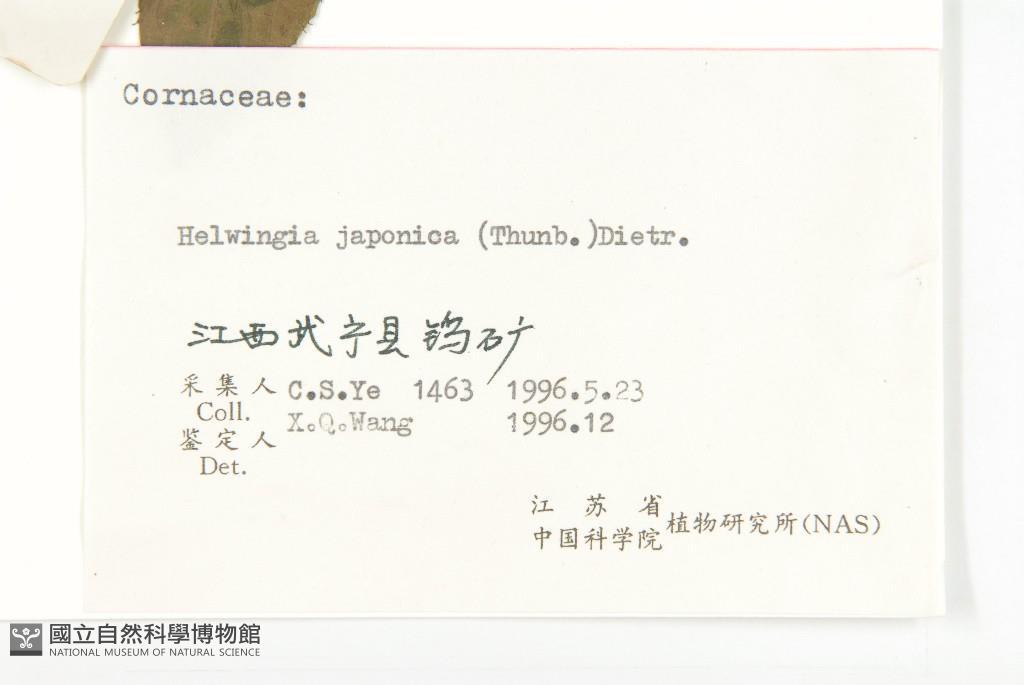 Cornaceae:
Helwingia japonica (Thunb.)Dietr.
江西武宁县钨矿
采集人 C.S.Ye 1463 1996.5.23
Coll.
X.Q.Wang 1996.12
鉴定人
Det.
江苏省
中国科学院 植物研究所(NAS)
國立自然科學博物館
NATIONAL MUSEUM OF NATURAL SCIENCE